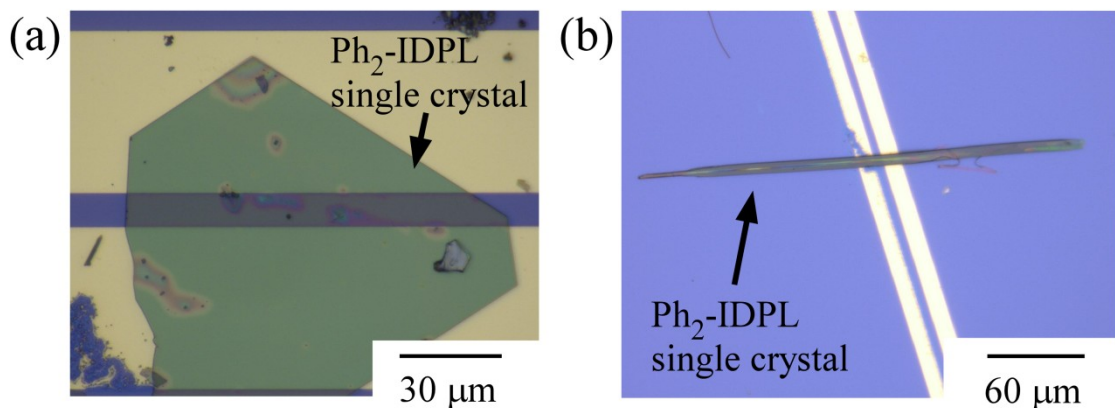 (a)
Ph₂-IDPL
single crystal
30 μm
(b)
Ph₂-IDPL
single crystal
60 μm